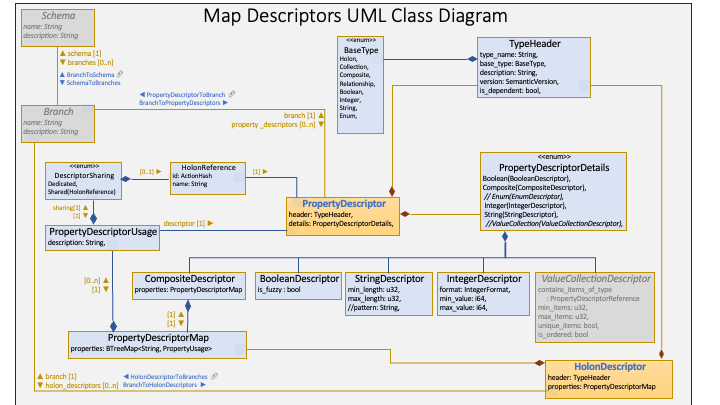 Map Descriptors UML Class Diagram
Schema
name: String
description: String
▲ schema [1]
▼ branches [0..n]
▲ BranchToSchema
▼ SchemaToBranches
Branch
name: String
description: String
◄ PropertyDescriptorToBranch
BranchToPropertyDescriptors ►
branch [1] ▲
property _descriptors [0..n] ▼
<<enum>>
BaseType
Holon,
Collection,
Composite,
Relationship,
Boolean,
Integer,
String,
Enum,
TypeHeader
type_name: String,
base_type: BaseType,
description: String,
version: SemanticVersion,
is_dependent: bool,
<<enum>>
DescriptorSharing
Dedicated,
Shared(HolonReference)
[0..1] ►
HolonReference
id: ActionHash
name: String
[1] ►
<<enum>>
PropertyDescriptorDetails
Boolean(BooleanDescriptor),
Composite(CompositeDescriptor),
// Enum(EnumDescriptor),
Integer(IntegerDescriptor),
String(StringDescriptor),
//ValueCollection(ValueCollectionDescriptor),
PropertyDescriptor
header: TypeHeader,
details: PropertyDescriptorDetails,
sharing[1] ▲
[1] ▼
PropertyDescriptorUsage
description: String,
descriptor [1] ►
CompositeDescriptor
properties: PropertyDescriptorMap
BooleanDescriptor
is_fuzzy : bool
StringDescriptor
min_length: u32,
max_length: u32,
//pattern: String,
IntegerDescriptor
format: IntegerFormat,
min_value: i64,
max_value: i64,
ValueCollectionDescriptor
contains_items_of_type
: PropertyDescriptorReference
min_items: u32,
max_items: u32,
unique_items: bool,
is_ordered: bool
[0..n] ▲
[1] ▼
[1] ▲
[1] ▼
PropertyDescriptorMap
properties: BTreeMap<String, PropertyUsage>
▲ branch [1]
▼ holon_descriptors [0..n]
◄ HolonDescriptorToBranches
BranchToHolonDescriptors ►
HolonDescriptor
header: TypeHeader
properties: PropertyDescriptorMap